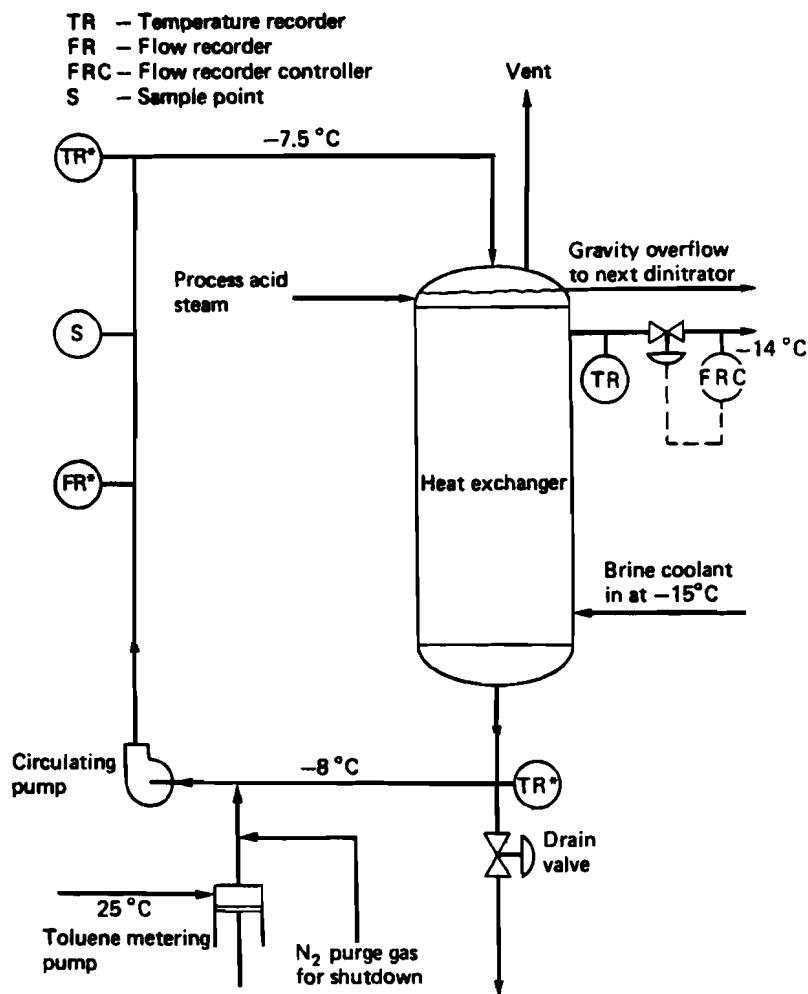 TR – Temperature recorder
FR – Flow recorder
FRC – Flow recorder controller
S – Sample point
Vent
−7.5 °C
TR*
Gravity overflow
to next dinitrator
Process acid
steam
S
TR
FRC
−14 °C
FR*
Heat exchanger
Brine coolant
in at −15°C
Circulating
pump
−8 °C
TR*
Drain
valve
25 °C
Toluene metering
pump
N₂ purge gas
for shutdown